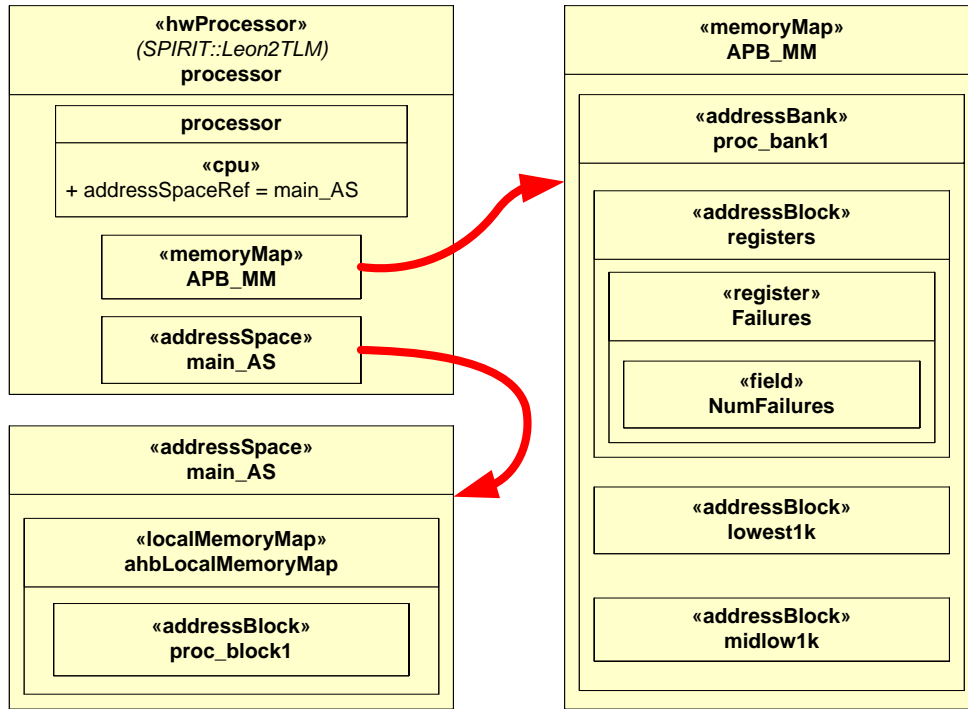 «hwProcessor»
(SPIRIT::Leon2TLM)
processor
processor
«cpu»
+ addressSpaceRef = main_AS
«memoryMap»
APB_MM
«addressSpace»
main_AS
«addressSpace»
main_AS
«localMemoryMap»
ahbLocalMemoryMap
«addressBlock»
proc_block1
«memoryMap»
APB_MM
«addressBank»
proc_bank1
«addressBlock»
registers
«register»
Failures
«field»
NumFailures
«addressBlock»
lowest1k
«addressBlock»
midlow1k